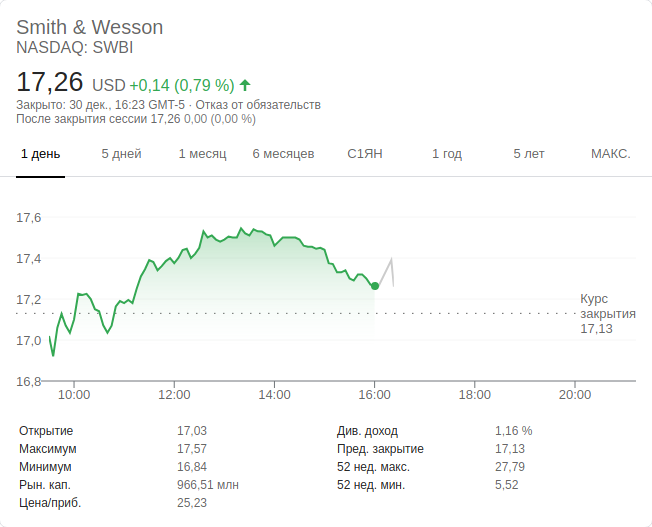 Smith & Wesson
NASDAQ: SWBI
17,26 USD +0,14 (0,79 %)
Закрыто: 30 дек., 16:23 GMT-5 · Отказ от обязательств
После закрытия сессии 17,26 0,00 (0,00 %)
1 день 5 дней 1 месяц 6 месяцев С1ЯН 1 год 5 лет МАКС.
17,6
17,4
17,2
17,0
16,8
Курс
закрытия
17,13
10:00 12:00 14:00 16:00 18:00 20:00
Открытие 17,03 Див. доход 1,16 %
Максимум 17,57 Пред. закрытие 17,13
Минимум 16,84 52 нед. макс. 27,79
Рын. кап. 966,51 млн 52 нед. мин. 5,52
Цена/приб. 25,23